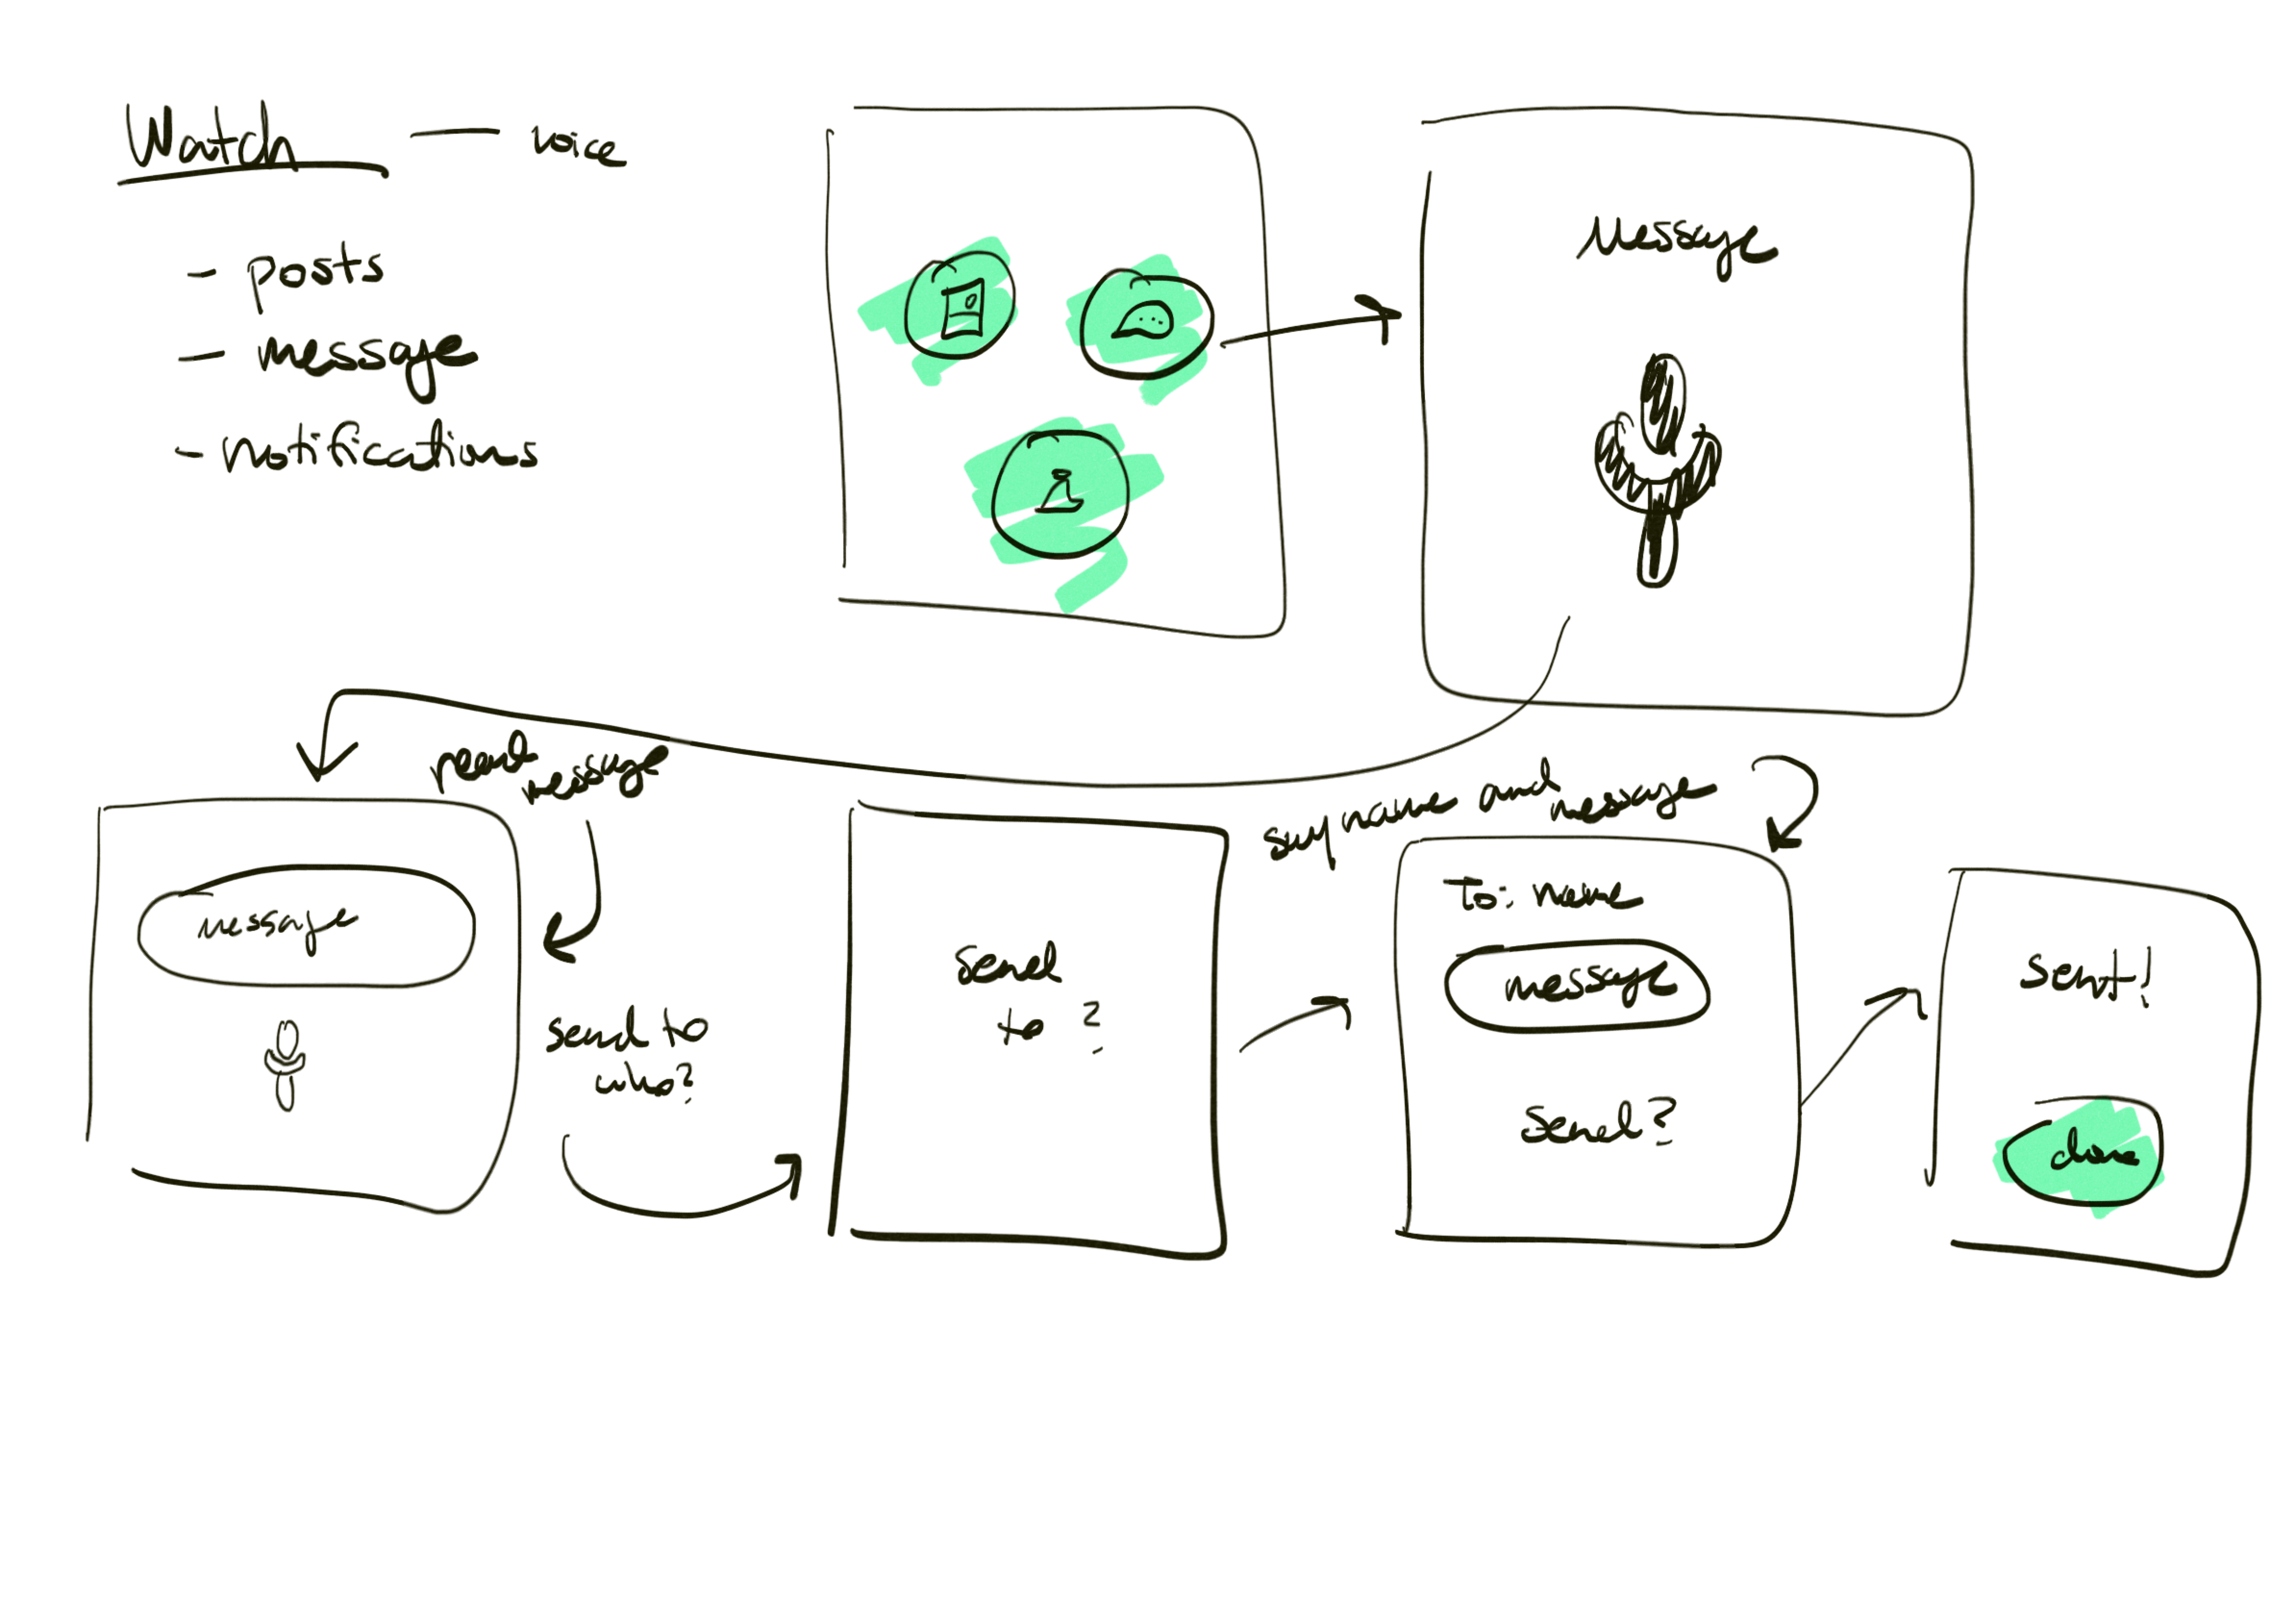 Watch — voice
- posts
- message
- notifications
Message
read
message
message
send to
who?
send
to ?
say name and
message
to: name
message
send?
sent!
done